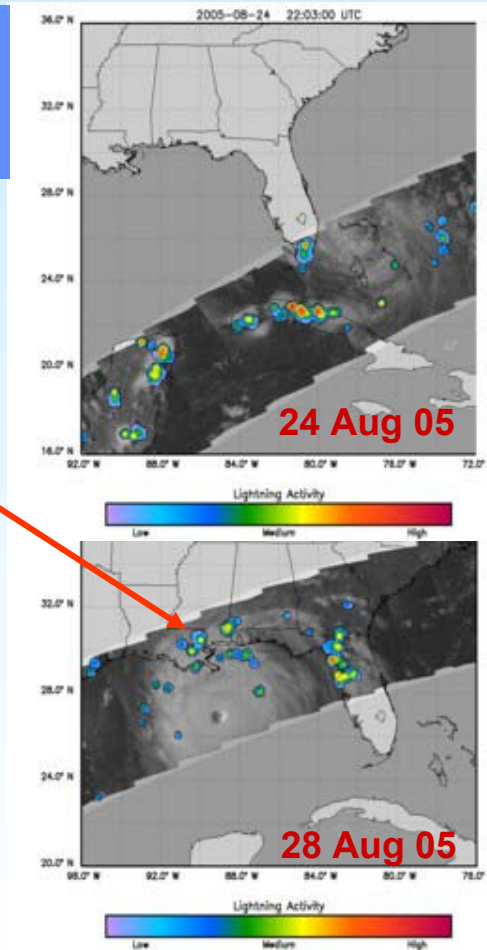 2005-08-24 22:03:00 UTC
36.0° N
32.0° N
28.0° N
24.0° N
20.0° N
16.0° N
24 Aug 05
92.0° W 88.0° W 84.0° W 80.0° W 76.0° W 72.0° W
Lightning Activity
Low Medium High
32.0° N
28.0° N
24.0° N
20.0° N
28 Aug 05
96.0° W 92.0° W 88.0° W 84.0° W 80.0° W 76.0° W
Lightning Activity
Low Medium High